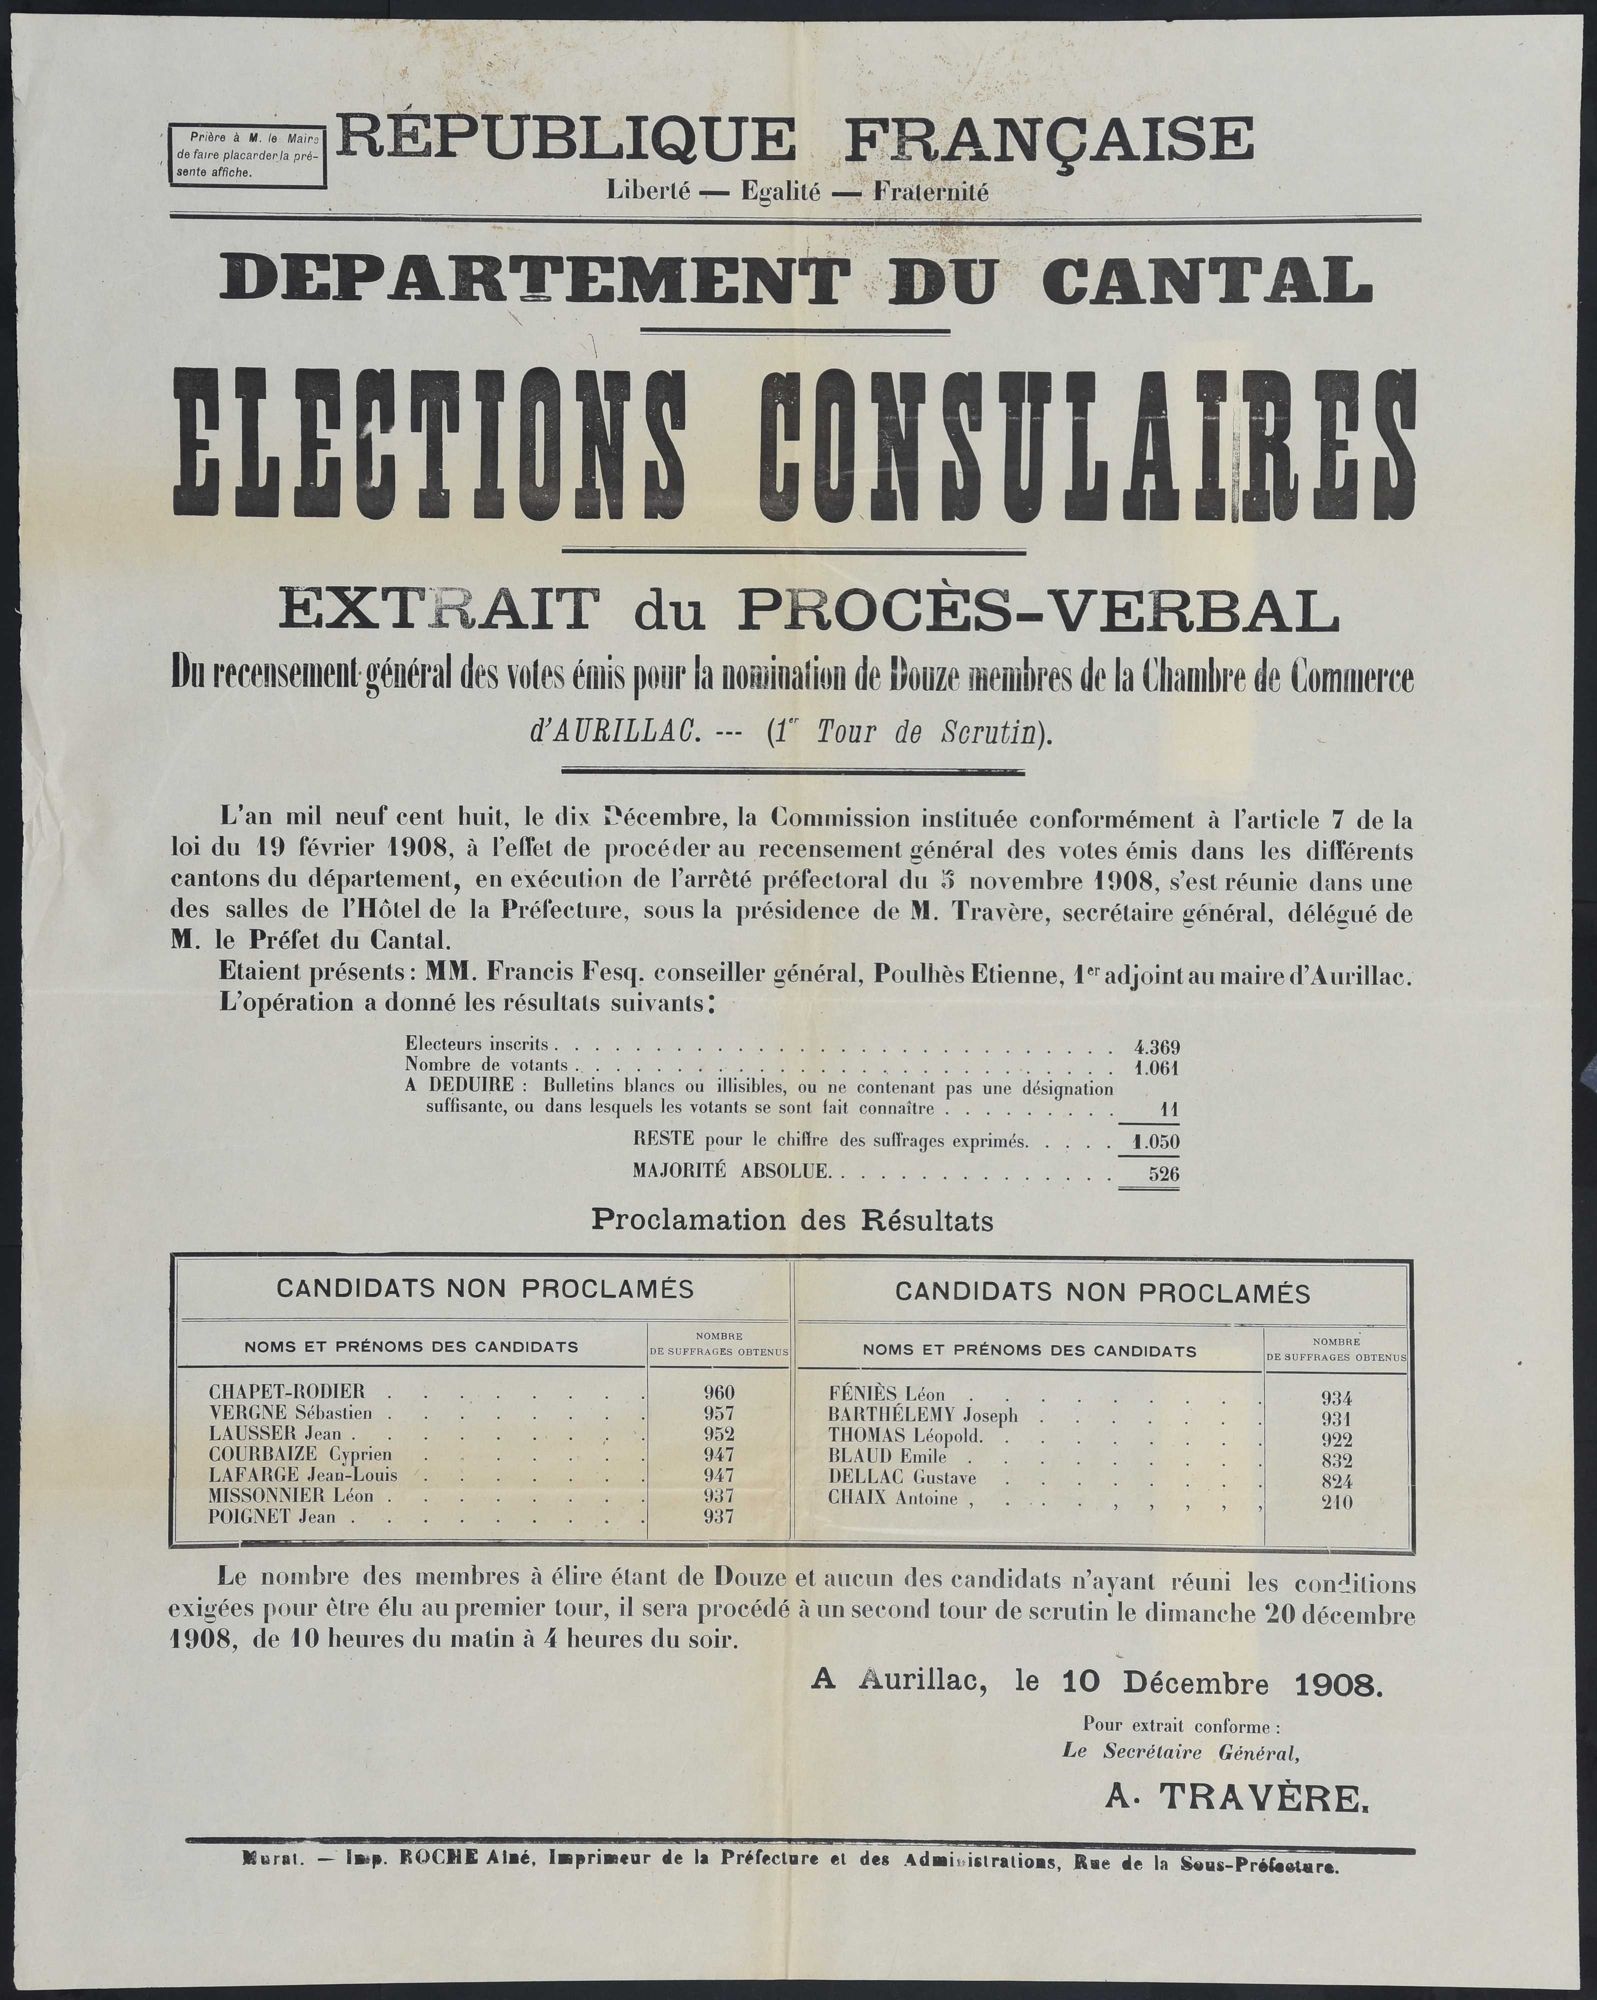 Prière à M. le Maire
de faire placarder la pré-
sente affiche.
RÉPUBLIQUE FRANÇAISE
Liberté — Egalité — Fraternité
DEPARTEMENT DU CANTAL
ELECTIONS CONSULAIRES
EXTRAIT du PROCÈS-VERBAL
Du recensement général des votes émis pour la nomination de Douze membres de la Chambre de Commerce
d'AURILLAC. --- (1er Tour de Scrutin).
L'an mil neuf cent huit, le dix Décembre, la Commission instituée conformément à l'article 7 de la
loi du 19 février 1908, à l'effet de procéder au recensement général des votes émis dans les différents
cantons du département, en exécution de l'arrêté préfectoral du 5 novembre 1908, s'est réunie dans une
des salles de l'Hôtel de la Préfecture, sous la présidence de M. Travère, secrétaire général, délégué de
M. le Préfet du Cantal.
Etaient présents : MM. Francis Fesq. conseiller général, Poulhès Etienne, 1er adjoint au maire d'Aurillac.
L'opération a donné les résultats suivants :
Electeurs inscrits . . . . . . . . . . 4.369
Nombre de votants . . . . . . . . . . 1.061
A DEDUIRE : Bulletins blancs ou illisibles, ou ne contenant pas une désignation
suffisante, ou dans lesquels les votants se sont fait connaître . . . . . . . . . 11
RESTE pour le chiffre des suffrages exprimés. . . . . 1.050
MAJORITÉ ABSOLUE. . . . . . . . . . 526
Proclamation des Résultats
CANDIDATS NON PROCLAMÉS CANDIDATS NON PROCLAMÉS
NOMS ET PRÉNOMS DES CANDIDATS NOMBRE DE SUFFRAGES OBTENUS NOMS ET PRÉNOMS DES CANDIDATS NOMBRE DE SUFFRAGES OBTENUS
CHAPET-RODIER . . . . . . . . 960 FÉNIÈS Léon . . . . . . . . 934
VERGNE Sébastien . . . . . . . . 957 BARTHÉLEMY Joseph . . . . . . . 931
LAUSSER Jean . . . . . . . . 952 THOMAS Léopold. . . . . . . . 922
COURBAIZE Cyprien . . . . . . . 947 BLAUD Emile . . . . . . . . 832
LAFARGE Jean-Louis . . . . . . . 947 DELLAC Gustave . . . . . . . . 824
MISSONNIER Léon . . . . . . . . 937 CHAIX Antoine , . . . , , , , , 210
POIGNET Jean . . . . . . . . 937
Le nombre des membres à élire étant de Douze et aucun des candidats n'ayant réuni les conditions
exigées pour être élu au premier tour, il sera procédé à un second tour de scrutin le dimanche 20 décembre
1908, de 10 heures du matin à 4 heures du soir.
A Aurillac, le 10 Décembre 1908.
Pour extrait conforme :
Le Secrétaire Général,
A. TRAVÈRE.
Murat. — Imp. ROCHE Aîné, Imprimeur de la Préfecture et des Administrations, Rue de la Sous-Préfecture.